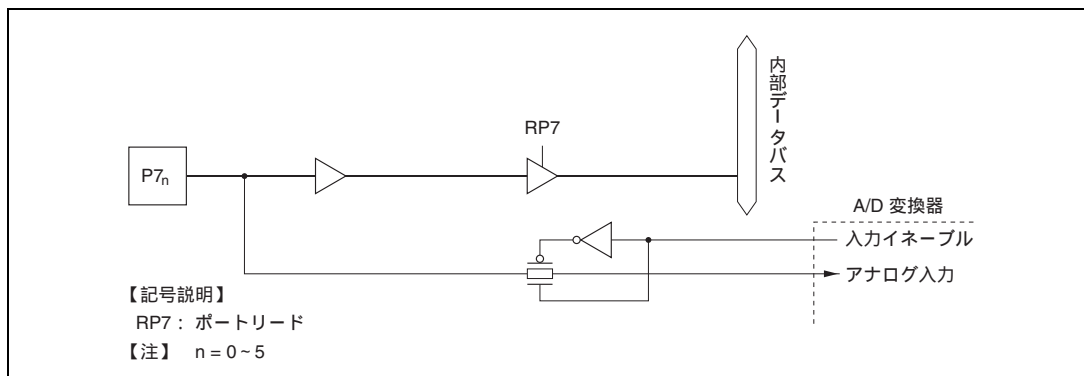 RP7
P7n
内部データバス
A/D 変換器
入力イネーブル
アナログ入力
【記号説明】
RP7： ポートリード
【注】 n = 0~5